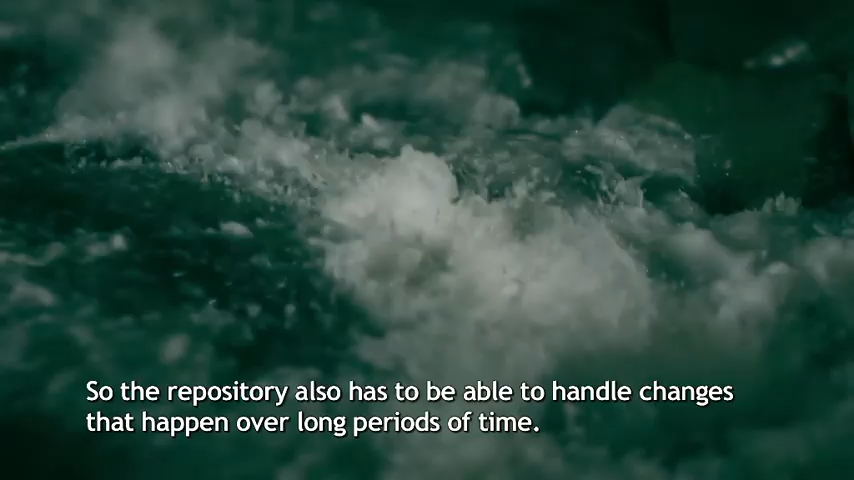 So the repository also has to be able to handle changes
that happen over long periods of time.